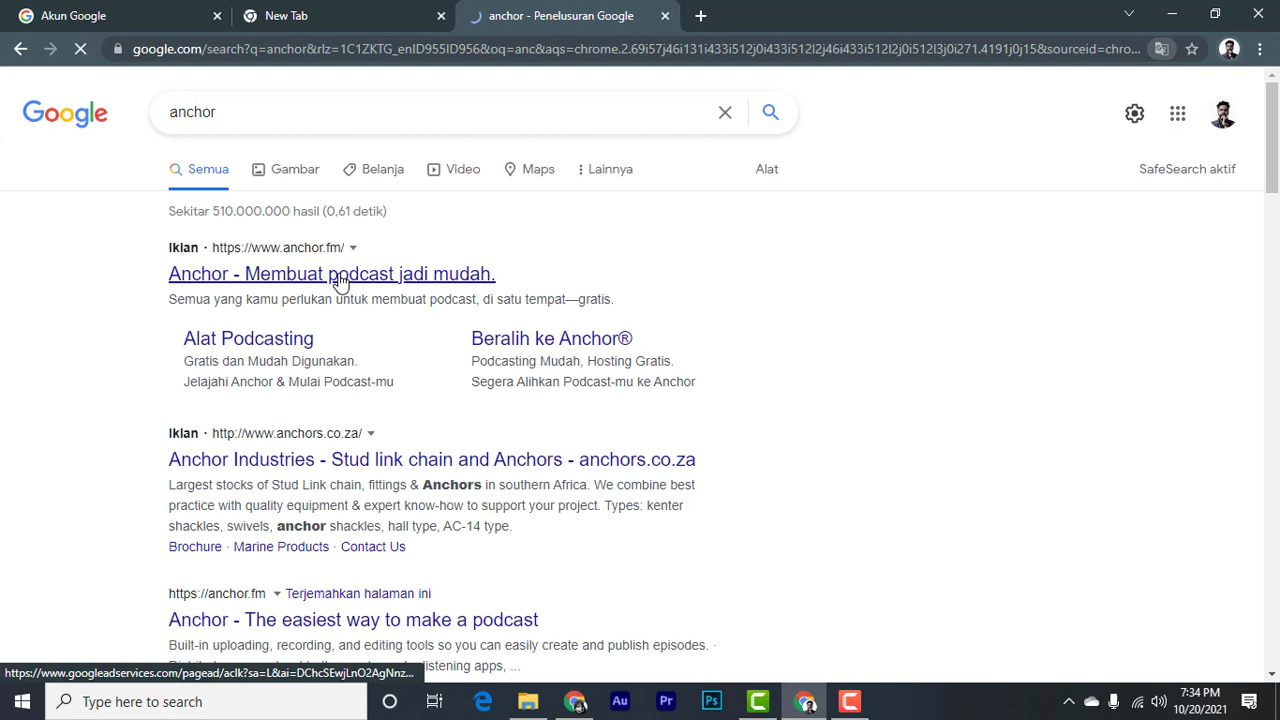 Akun Google
New Tab
anchor - Penelusuran Google
google.com/search?q=anchor&rlz=1C1ZKTG_enID955ID956&oq=anc&aqs=chrome.2.69i57j46i131i433i512j0i433i512l2j46i433i512l2j0i512l3j0i271.4191j0j15&sourceid=chro...
Google
anchor
Semua
Gambar
Belanja
Video
Maps
Lainnya
Alat
SafeSearch aktif
Sekitar 510.000.000 hasil (0,61 detik)
Iklan · https://www.anchor.fm/
Anchor - Membuat podcast jadi mudah.
Semua yang kamu perlukan untuk membuat podcast, di satu tempat—gratis.
Alat Podcasting
Gratis dan Mudah Digunakan.
Jelajahi Anchor & Mulai Podcast-mu
Beralih ke Anchor®
Podcasting Mudah, Hosting Gratis.
Segera Alihkan Podcast-mu ke Anchor
Iklan · http://www.anchors.co.za/
Anchor Industries - Stud link chain and Anchors - anchors.co.za
Largest stocks of Stud Link chain, fittings & Anchors in southern Africa. We combine best
practice with quality equipment & expert know-how to support your project. Types: kenter
shackles, swivels, anchor shackles, hall type, AC-14 type.
Brochure · Marine Products · Contact Us
https://anchor.fm Terjemahkan halaman ini
Anchor - The easiest way to make a podcast
Built-in uploading, recording, and editing tools so you can easily create and publish episodes. ·
listening apps, ...
https://www.googleadservices.com/pagead/aclk?sa=L&ai=DChcSEwjLnO2AgNnz...
Type here to search
Au
Pr
Ps
7:34 PM
10/20/2021